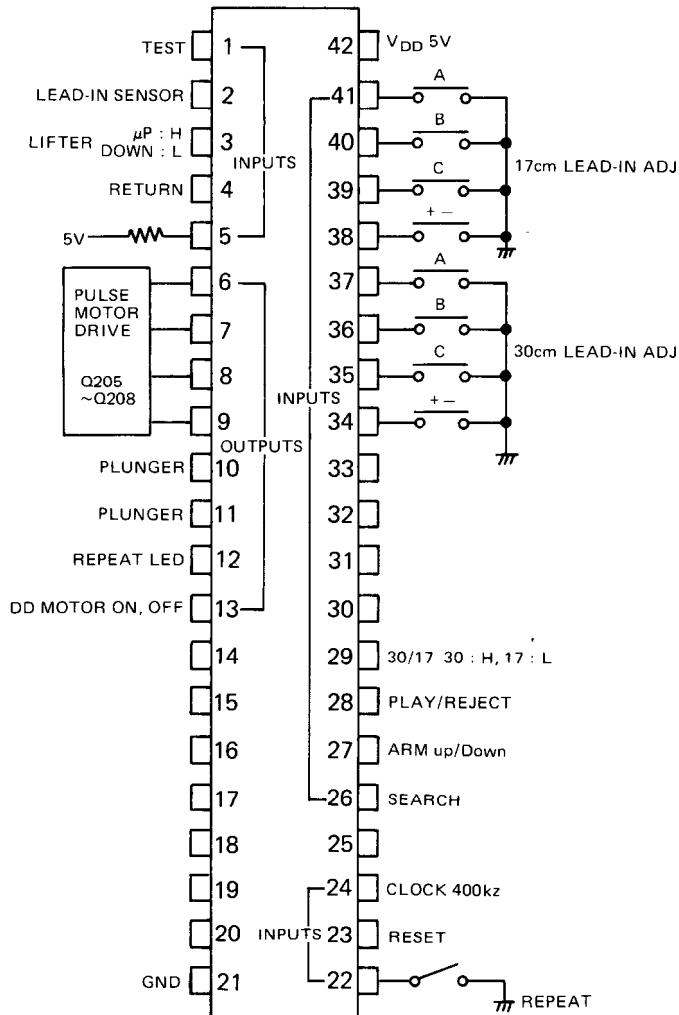 TEST 1 42 VDD 5V
LEAD-IN SENSOR 2 41 A
LIFTER μP : H
DOWN : L 3 INPUTS 40 B
17cm LEAD-IN ADJ
RETURN 4 39 C
5V 5 38 + −
6 37 A
PULSE
MOTOR
DRIVE
7 36 B
30cm LEAD-IN ADJ
8 INPUTS 35 C
Q205
~Q208
9 34 + −
OUTPUTS
PLUNGER 10 33
PLUNGER 11 32
REPEAT LED 12 31
DD MOTOR ON, OFF 13 30
14 29 30/17 30 : H, 17 : L
15 28 PLAY/REJECT
16 27 ARM up/Down
17 26 SEARCH
18 25
19 24 CLOCK 400kz
20 INPUTS 23 RESET
GND 21 22 REPEAT